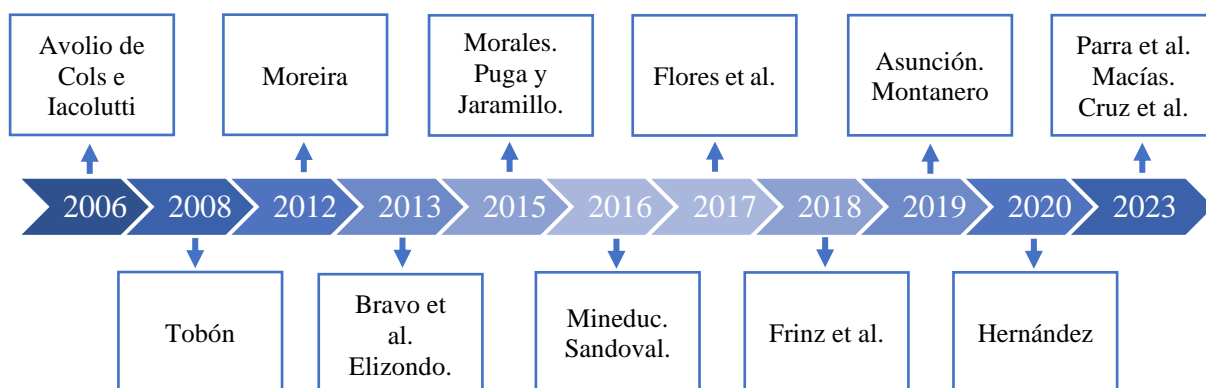 Avolio de
Cols e
Iacolutti
Moreira
Morales.
Puga y
Jaramillo.
Flores et al.
Asunción.
Montanero
Parra et al.
Macías.
Cruz et al.
2006
2008
2012
2013
2015
2016
2017
2018
2019
2020
2023
Tobón
Bravo et
al.
Elizondo.
Mineduc.
Sandoval.
Frinz et al.
Hernández